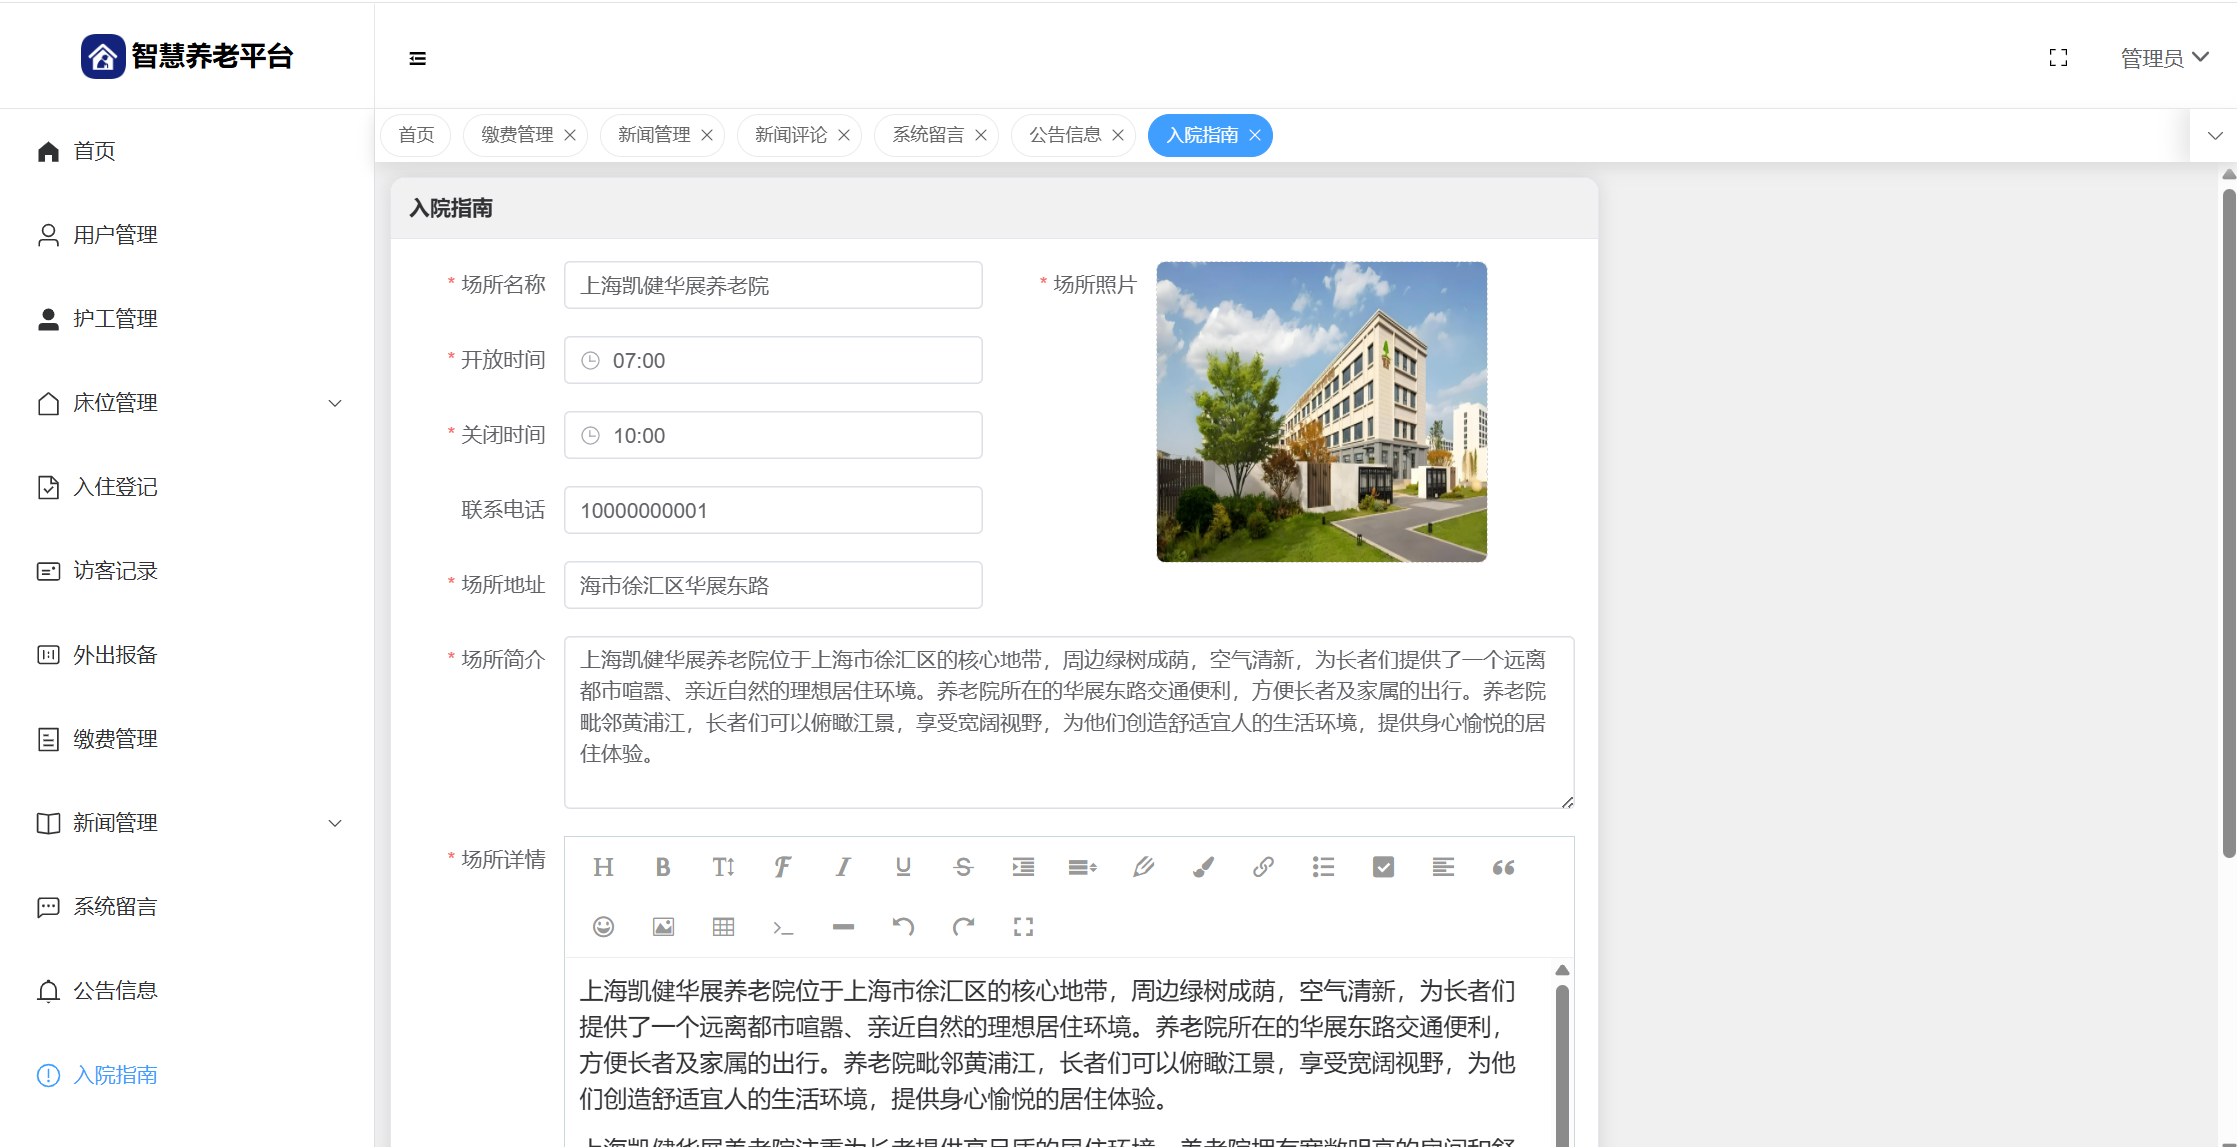 智慧养老平台
管理员
首页
缴费管理
新闻管理
新闻评论
系统留言
公告信息
入院指南
首页
用户管理
护工管理
床位管理
入住登记
访客记录
外出报备
缴费管理
新闻管理
系统留言
公告信息
入院指南
入院指南
* 场所名称
上海凯健华展养老院
* 场所照片
* 开放时间
07:00
* 关闭时间
10:00
联系电话
10000000001
* 场所地址
海市徐汇区华展东路
* 场所简介
上海凯健华展养老院位于上海市徐汇区的核心地带，周边绿树成荫，空气清新，为长者们提供了一个远离
都市喧嚣、亲近自然的理想居住环境。养老院所在的华展东路交通便利，方便长者及家属的出行。养老院
毗邻黄浦江，长者们可以俯瞰江景，享受宽阔视野，为他们创造舒适宜人的生活环境，提供身心愉悦的居
住体验。
* 场所详情
上海凯健华展养老院位于上海市徐汇区的核心地带，周边绿树成荫，空气清新，为长者们
提供了一个远离都市喧嚣、亲近自然的理想居住环境。养老院所在的华展东路交通便利，
方便长者及家属的出行。养老院毗邻黄浦江，长者们可以俯瞰江景，享受宽阔视野，为他
们创造舒适宜人的生活环境，提供身心愉悦的居住体验。